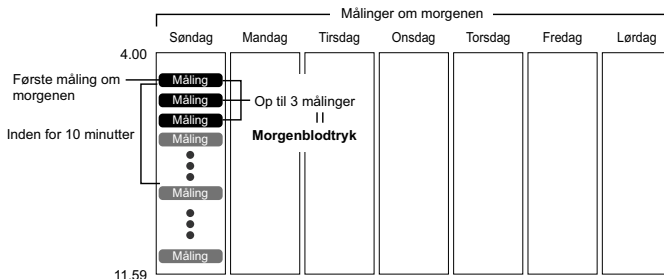 Målinger om morgenen
Søndag Mandag Tirsdag Onsdag Torsdag Fredag Lørdag
4.00
Første måling om
morgenen
Måling
Måling
Op til 3 målinger
Måling
Inden for 10 minutter
Måling
Morgenblodtryk
Måling
Måling
11.59